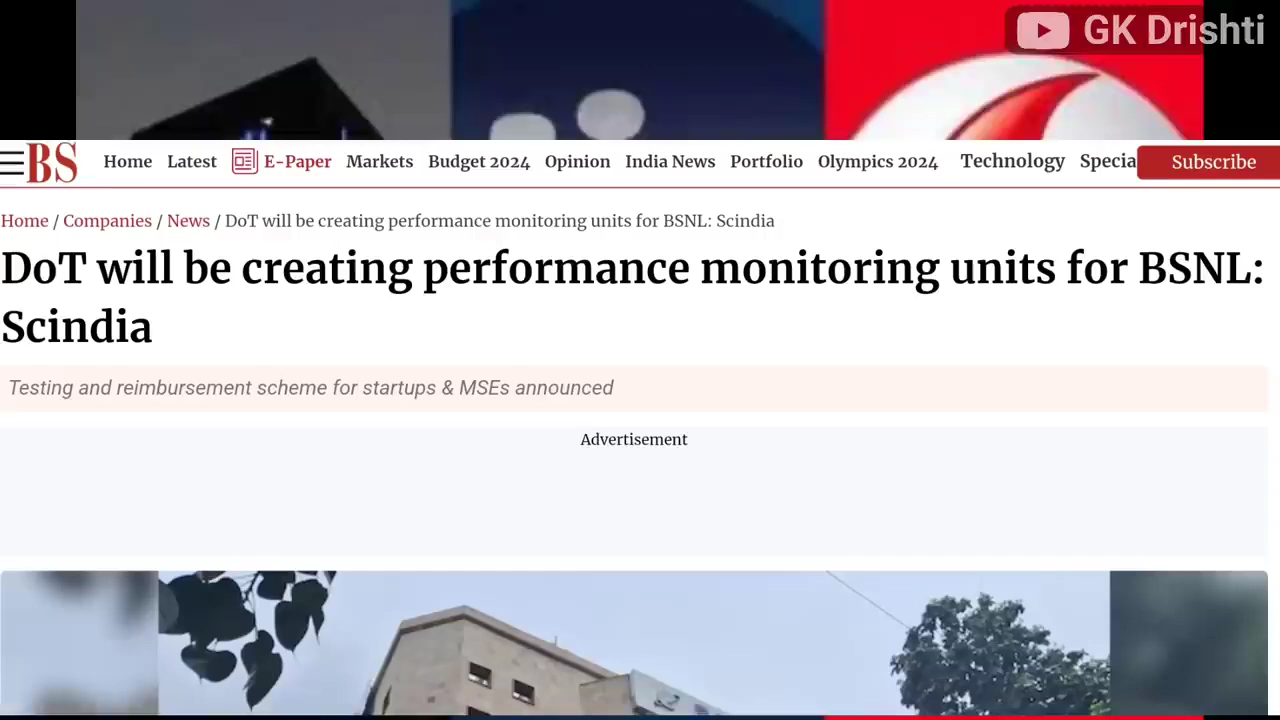 GK Drishti
BS Home Latest E-Paper Markets Budget 2024 Opinion India News Portfolio Olympics 2024 Technology Specia Subscribe
Home / Companies / News / DoT will be creating performance monitoring units for BSNL: Scindia
DoT will be creating performance monitoring units for BSNL:
Scindia
Testing and reimbursement scheme for startups & MSEs announced
Advertisement